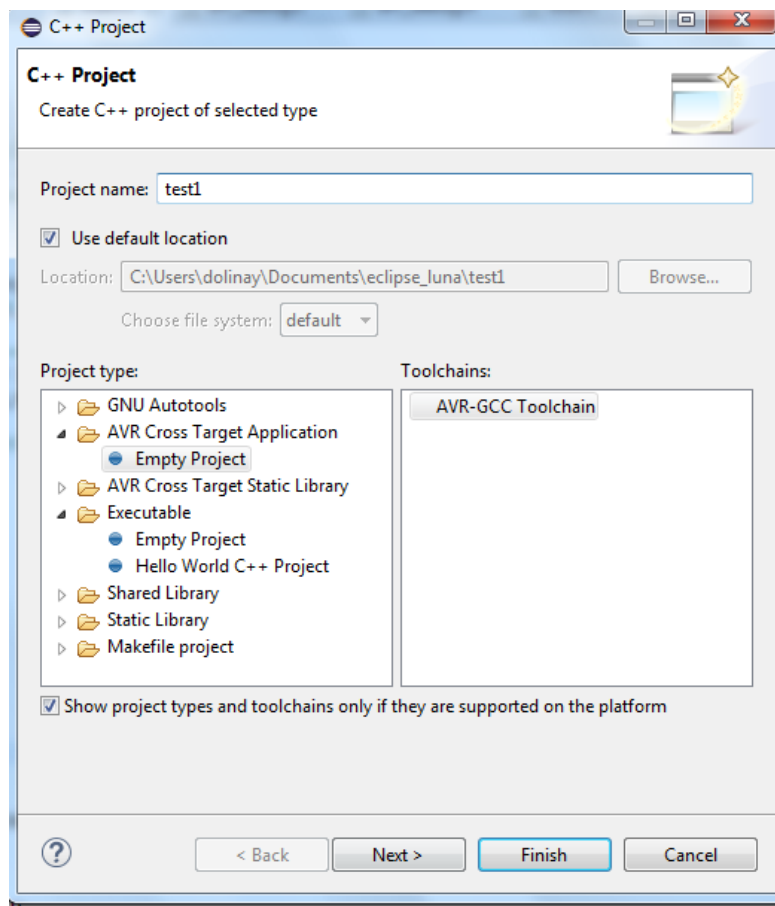 C++ Project
C++ Project
Create C++ project of selected type
Project name: test1
Use default location
Location: C:\Users\dolinay\Documents\eclipse_luna\test1 Browse...
Choose file system: default
Project type: Toolchains:
GNU Autotools AVR-GCC Toolchain
AVR Cross Target Application
Empty Project
AVR Cross Target Static Library
Executable
Empty Project
Hello World C++ Project
Shared Library
Static Library
Makefile project
Show project types and toolchains only if they are supported on the platform
? < Back Next > Finish Cancel